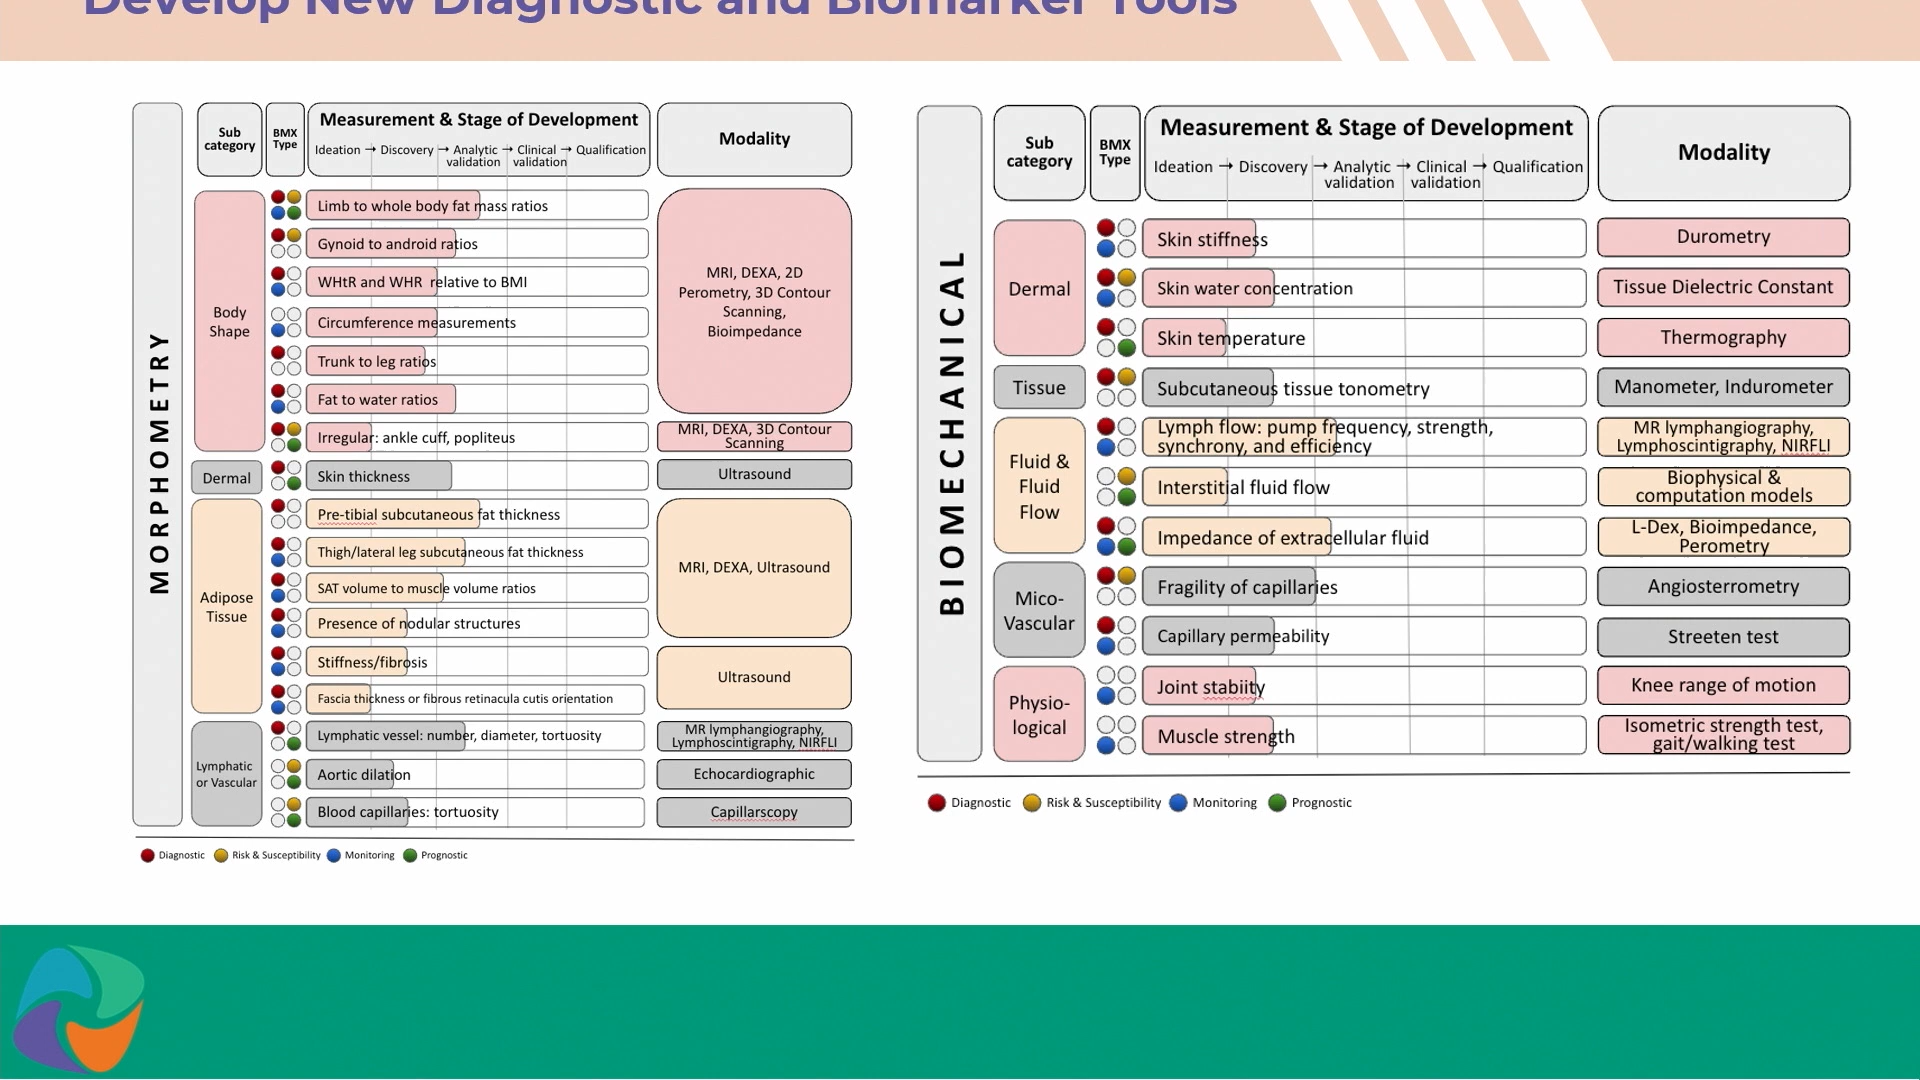 Develop New Diagnostic and Biomarker Tools
MORPHOMETRY
Sub
category
BMX
Type
Measurement & Stage of Development
Ideation → Discovery → Analytic → Clinical → Qualification
validation validation
Modality
Body
Shape
Limb to whole body fat mass ratios
Gynoid to android ratios
WHtR and WHR relative to BMI
Circumference measurements
Trunk to leg ratios
Fat to water ratios
Irregular: ankle cuff, popliteus
MRI, DEXA, 2D
Perometry, 3D Contour
Scanning,
Bioimpedance
MRI, DEXA, 3D Contour
Scanning
Dermal
Skin thickness
Ultrasound
Adipose
Tissue
Pre-tibial subcutaneous fat thickness
Thigh/lateral leg subcutaneous fat thickness
SAT volume to muscle volume ratios
Presence of nodular structures
Stiffness/fibrosis
Fascia thickness or fibrous retinacula cutis orientation
MRI, DEXA, Ultrasound
Ultrasound
Lymphatic
or Vascular
Lymphatic vessel: number, diameter, tortuosity
MR lymphangiography,
Lymphoscintigraphy, NIRFLI
Aortic dilation
Echocardiographic
Blood capillaries: tortuosity
Capillarscopy
Diagnostic Risk & Susceptibility Monitoring Prognostic
BIOMECHANICAL
Sub
category
BMX
Type
Measurement & Stage of Development
Ideation → Discovery → Analytic → Clinical → Qualification
validation validation
Modality
Dermal
Skin stiffness
Durometry
Skin water concentration
Tissue Dielectric Constant
Skin temperature
Thermography
Tissue
Subcutaneous tissue tonometry
Manometer, Indurometer
Fluid &
Fluid
Flow
Lymph flow: pump frequency, strength,
synchrony, and efficiency
MR lymphangiography,
Lymphoscintigraphy, NIRFLI
Interstitial fluid flow
Biophysical &
computation models
Impedance of extracellular fluid
L-Dex, Bioimpedance,
Perometry
Mico-
Vascular
Fragility of capillaries
Angiosterrometry
Capillary permeability
Streeten test
Physio-
logical
Joint stabiity
Knee range of motion
Muscle strength
Isometric strength test,
gait/walking test
Diagnostic Risk & Susceptibility Monitoring Prognostic